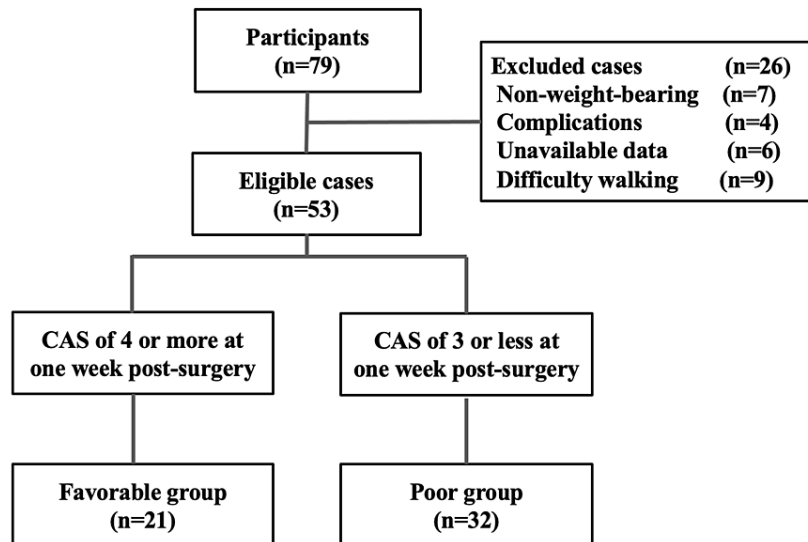 Participants
(n=79)
Excluded cases (n=26)
Non-weight-bearing (n=7)
Complications (n=4)
Unavailable data (n=6)
Difficulty walking (n=9)
Eligible cases
(n=53)
CAS of 4 or more at
one week post-surgery
CAS of 3 or less at
one week post-surgery
Favorable group
(n=21)
Poor group
(n=32)